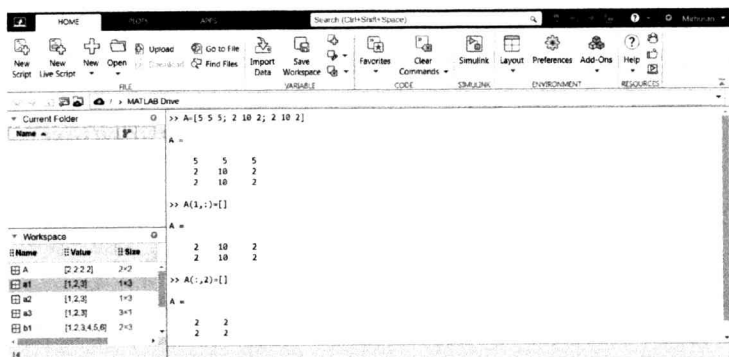 HOME PLOTS APPS Search (Ctrl+Shift+Space)
New Script
New Live Script
New
Open
Upload
Download
Go to File
Find Files
FILE
Import Data
Save Workspace
VARIABLE
Favorites
Clear Commands
CODE
Simulink
SIMULINK
Layout
Preferences
Add-Ons
ENVIRONMENT
Help
RESOURCES
/ > MATLAB Drive
Current Folder
Name
Workspace
Name Value Size
A [2 2;2 2] 2×2
a1 [1,2,3] 1×3
a2 [1,2,3] 1×3
a3 [1;2;3] 3×1
b1 [1,2,3;4,5,6] 2×3
>> A=[5 5 5; 2 10 2; 2 10 2]
A =
5 5 5
2 10 2
2 10 2
>> A(1,:)=[]
A =
2 10 2
2 10 2
>> A(:,2)=[]
A =
2 2
2 2